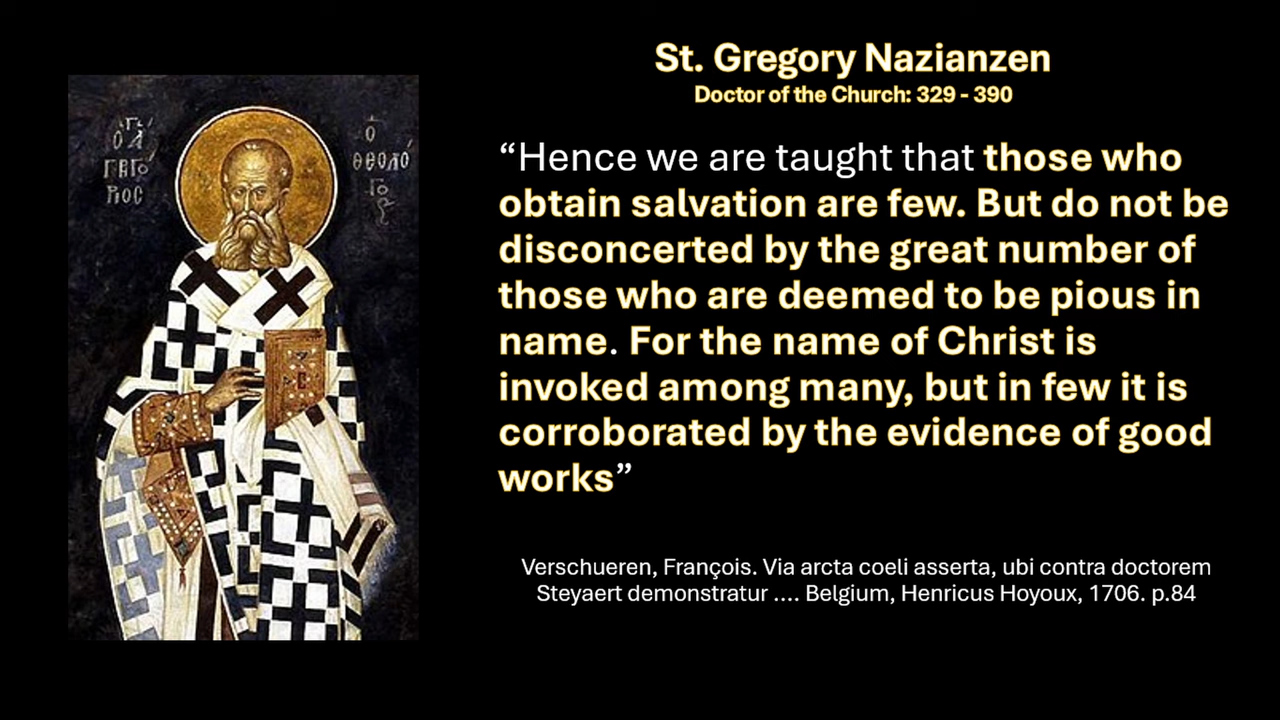 St. Gregory Nazianzen
Doctor of the Church: 329 - 390
“Hence we are taught that those who
obtain salvation are few. But do not be
disconcerted by the great number of
those who are deemed to be pious in
name. For the name of Christ is
invoked among many, but in few it is
corroborated by the evidence of good
works”
Verschueren, François. Via arcta coeli asserta, ubi contra doctorem
Steyaert demonstratur .... Belgium, Henricus Hoyoux, 1706. p.84
Ὁ
ΘΕΟΛΌ
ΓΟ